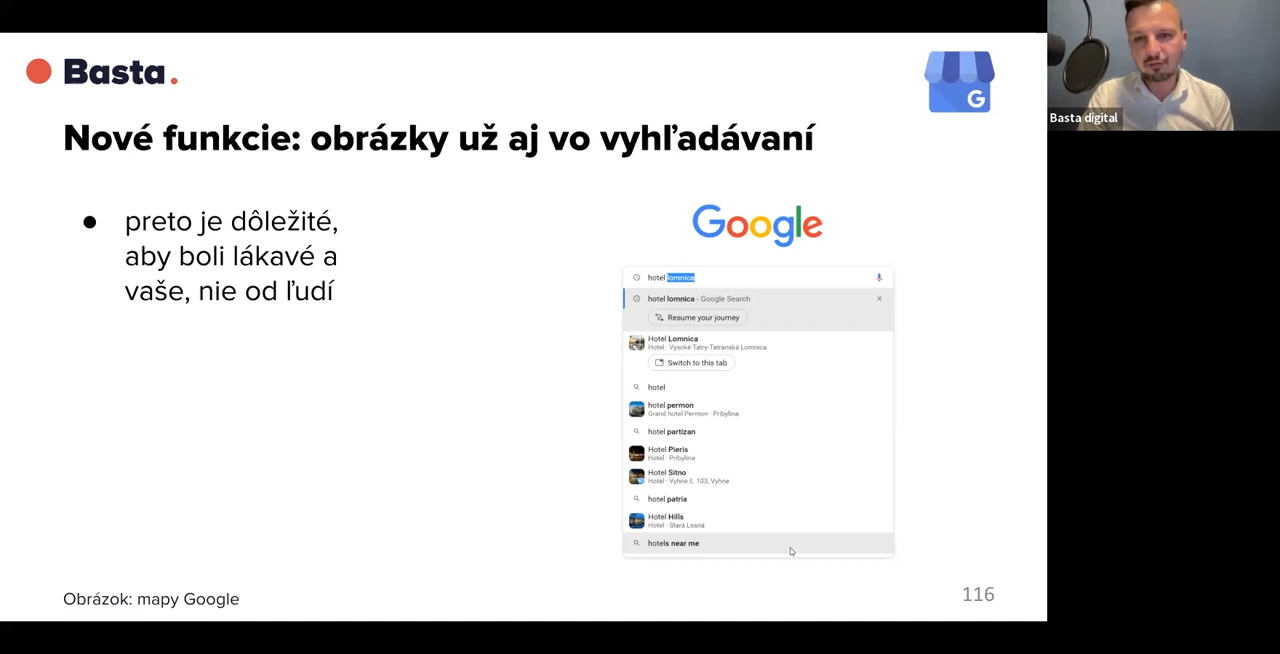 Basta.
G
Nové funkcie: obrázky už aj vo vyhľadávaní
Basta digital
● preto je dôležité,
aby boli lákavé a
vaše, nie od ľudí
Google
hotel lomnica
hotel lomnica - Google Search
Resume your journey
Hotel Lomnica
Hotel · Vysoké Tatry-Tatranská Lomnica
Switch to this tab
hotel
hotel permon
Grand hotel Permon · Pribylina
hotel partizan
Hotel Pieris
Hotel · Pribylina
Hotel Sitno
Hotel · Vyhne č. 103, Vyhne
hotel patria
Hotel Hills
Hotel · Stará Lesná
hotels near me
Obrázok: mapy Google
116